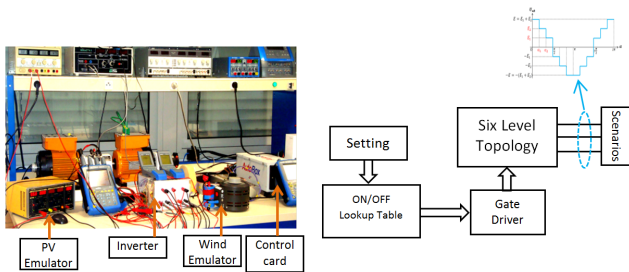 PV
Emulator
Inverter
Wind
Emulator
Control
card
Setting
ON/OFF
Lookup Table
Gate
Driver
Six Level
Topology
Scenarios